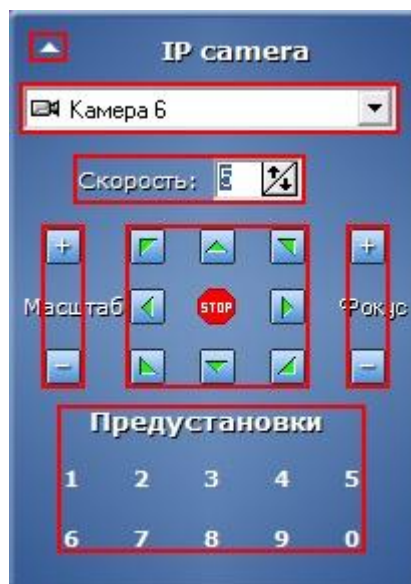 IP camera
Камера 6
Скорость: 5
+ +
Масштаб STOP Фокус
- -
Предустановки
1 2 3 4 5
6 7 8 9 0